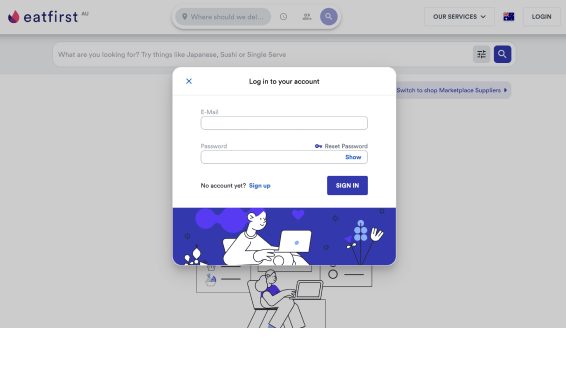 eatfirst AU
Where should we del...
OUR SERVICES
LOGIN
What are you looking for? Try things like Japanese, Sushi or Single Serve
Switch to shop Marketplace Suppliers
Log in to your account
E-Mail
Password
Reset Password
Show
No account yet? Sign up
SIGN IN